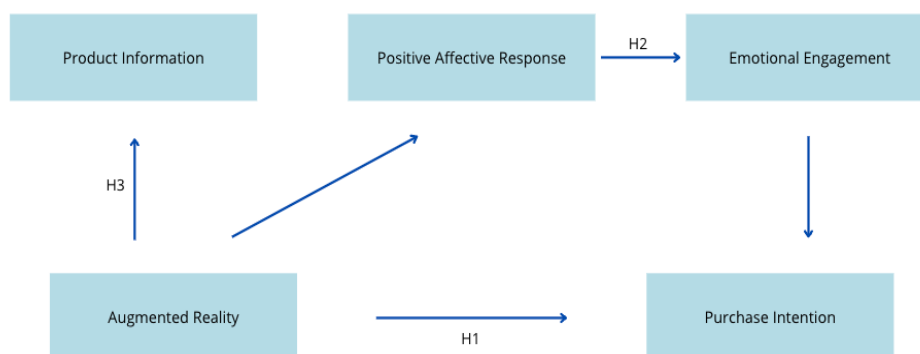 Product Information
Positive Affective Response
H2
Emotional Engagement
H3
Augmented Reality
H1
Purchase Intention